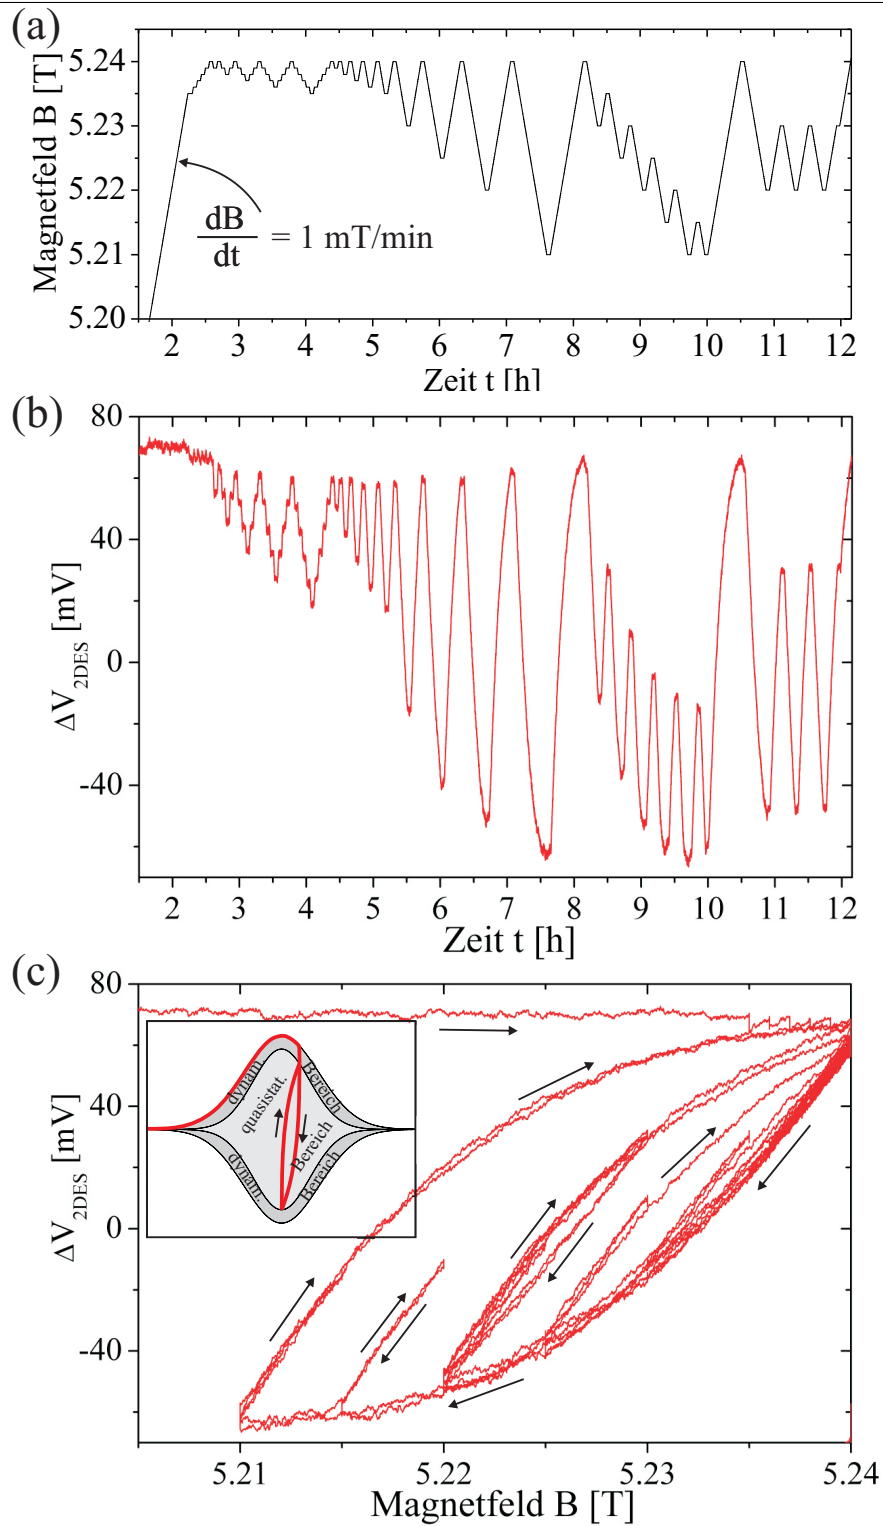 (a)
Magnetfeld B [T]
5.24
5.23
5.22
5.21
5.20
dB
dt
= 1 mT/min
2 3 4 5 6 7 8 9 10 11 12
Zeit t [h]
(b)
ΔV2DES [mV]
80
40
0
-40
2 3 4 5 6 7 8 9 10 11 12
Zeit t [h]
(c)
ΔV2DES [mV]
80
40
0
-40
dynam.
Bereich
quasistat.
Bereich
dynam.
Bereich
5.21 5.22 5.23 5.24
Magnetfeld B [T]